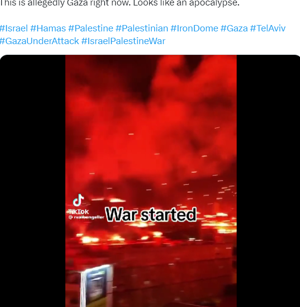 This is allegedly Gaza right now. Looks like an apocalypse.
#Israel #Hamas #Palestine #Palestinian #IronDome #Gaza #TelAviv
#GazaUnderAttack #IsraelPalestineWar
TikTok
War started